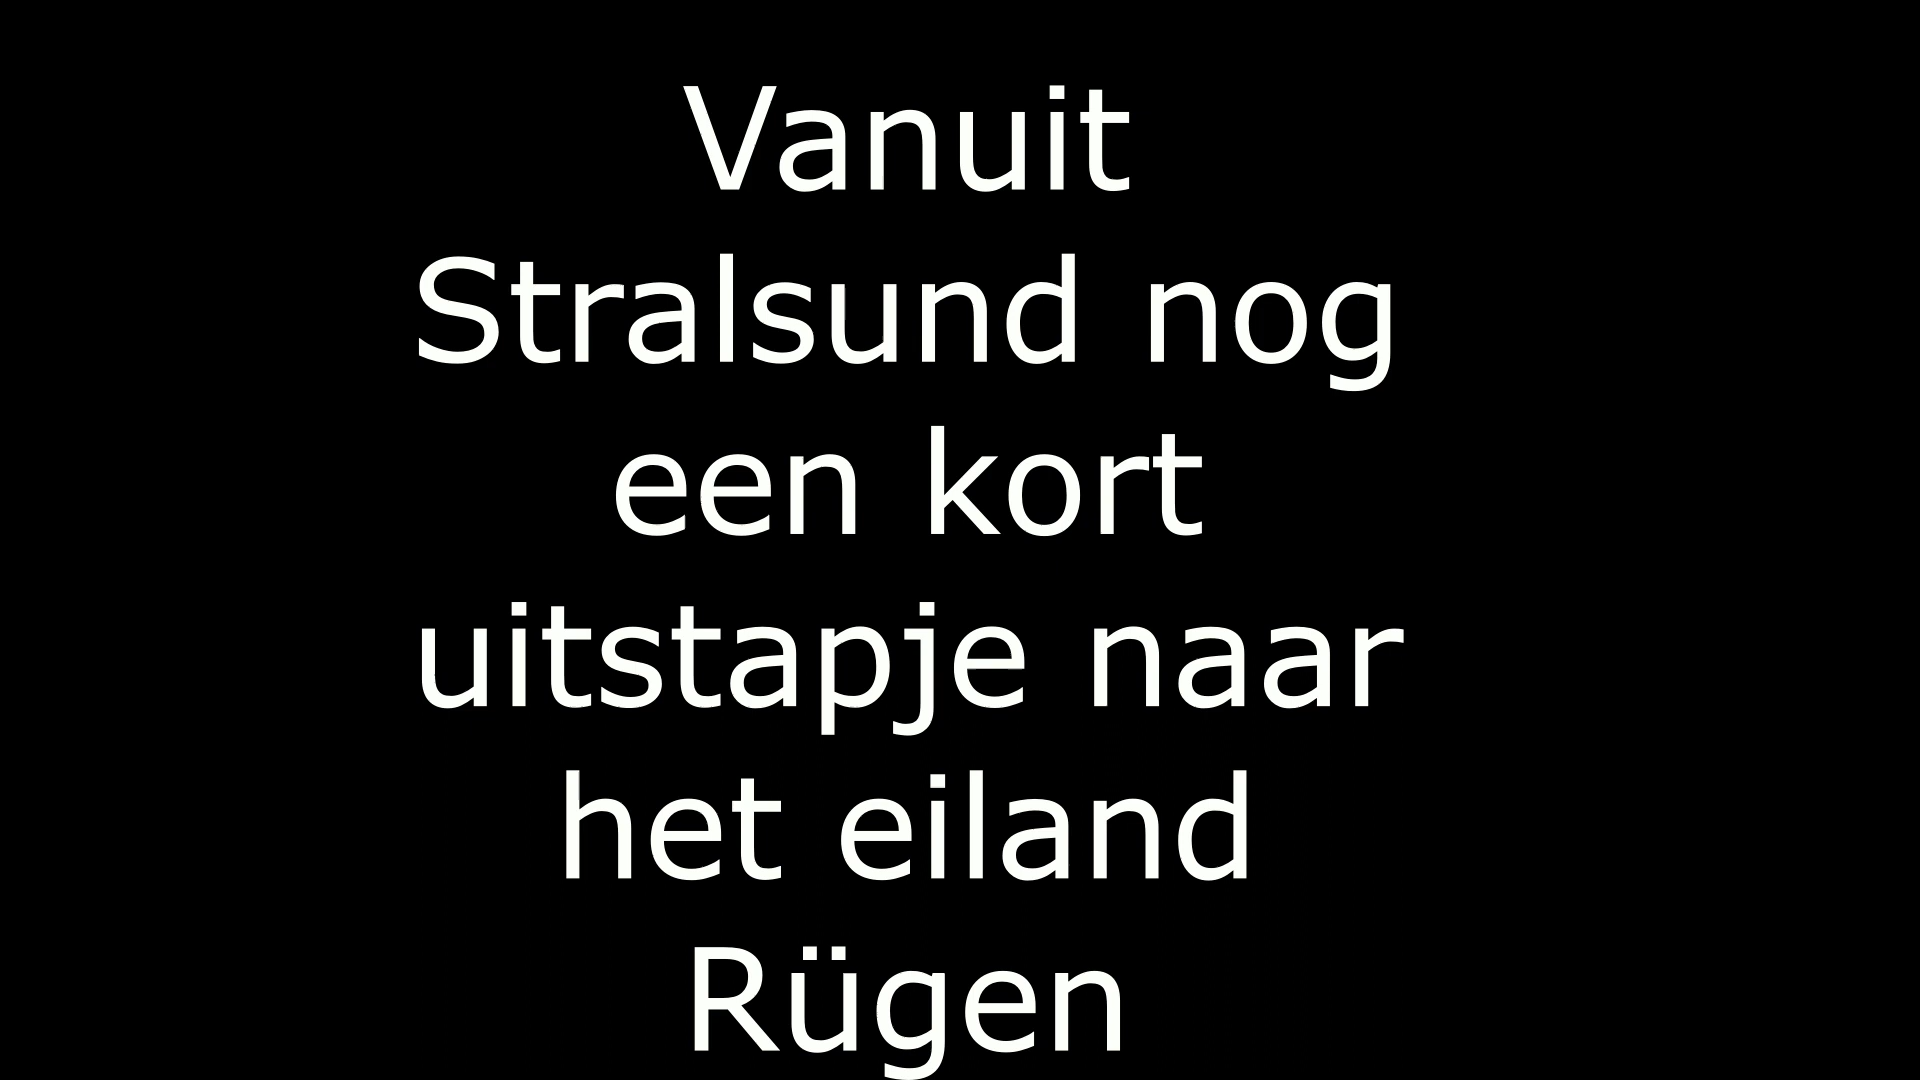 Vanuit
Stralsund nog
een kort
uitstapje naar
het eiland
Rügen